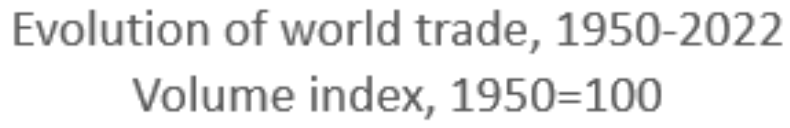 Evolution of world trade, 1950-2022
Volume index, 1950=100